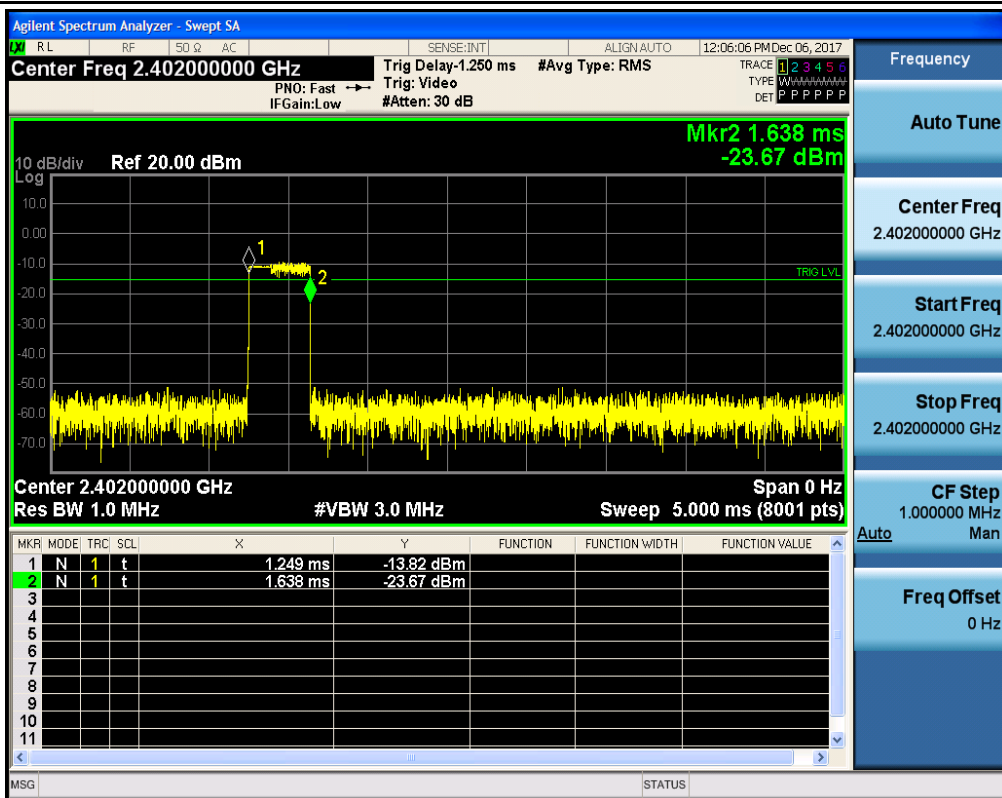 Agilent Spectrum Analyzer - Swept SA
LXI RL RF 50 Ω AC SENSE:INT ALIGN AUTO 12:06:06 PM Dec 06, 2017
Center Freq 2.402000000 GHz
PNO: Fast
IFGain:Low
Trig Delay-1.250 ms
Trig: Video
#Atten: 30 dB
#Avg Type: RMS
TRACE 1 2 3 4 5 6
TYPE
DET P P P P P P
Mkr2 1.638 ms
-23.67 dBm
10 dB/div Ref 20.00 dBm
Log
10.0
0.00
-10.0
-20.0
-30.0
-40.0
-50.0
-60.0
-70.0
1
2
TRIG LVL
Center 2.402000000 GHz Span 0 Hz
Res BW 1.0 MHz #VBW 3.0 MHz Sweep 5.000 ms (8001 pts)
MKR MODE TRC SCL X Y FUNCTION FUNCTION WIDTH FUNCTION VALUE
1 N 1 t 1.249 ms -13.82 dBm
2 N 1 t 1.638 ms -23.67 dBm
3
4
5
6
7
8
9
10
11
MSG STATUS
Frequency
Auto Tune
Center Freq
2.402000000 GHz
Start Freq
2.402000000 GHz
Stop Freq
2.402000000 GHz
CF Step
1.000000 MHz
Auto Man
Freq Offset
0 Hz